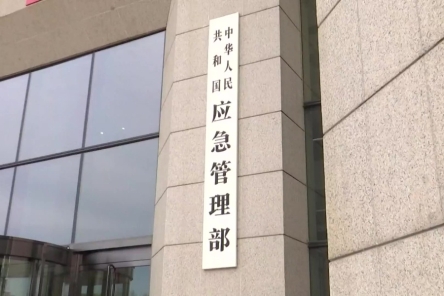 中华人民
共和国
应急管理部